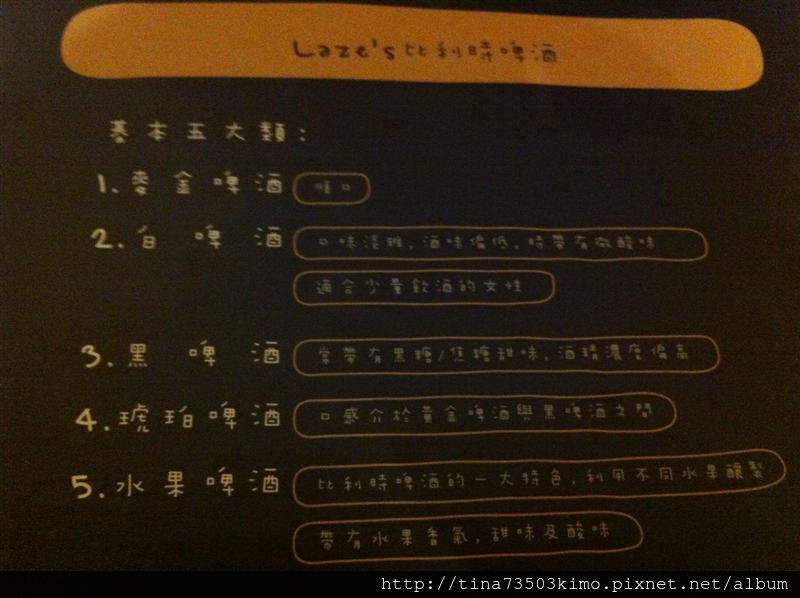 Laze's 比利時啤酒
基本五大類:
1. 麥金啤酒 順口
2. 白啤酒 口味淡雅, 酒味偏低, 時帶有微酸味
適合少量飲酒的女性
3. 黑啤酒 常帶有黑糖/焦糖甜味, 酒精濃度偏高
4. 琥珀啤酒 口感介於黃金啤酒與黑啤酒之間
5. 水果啤酒 比利時啤酒的一大特色, 利用不同水果釀製
帶有水果香氣, 甜味及酸味
http://tina73503kimo.pixnet.net/album